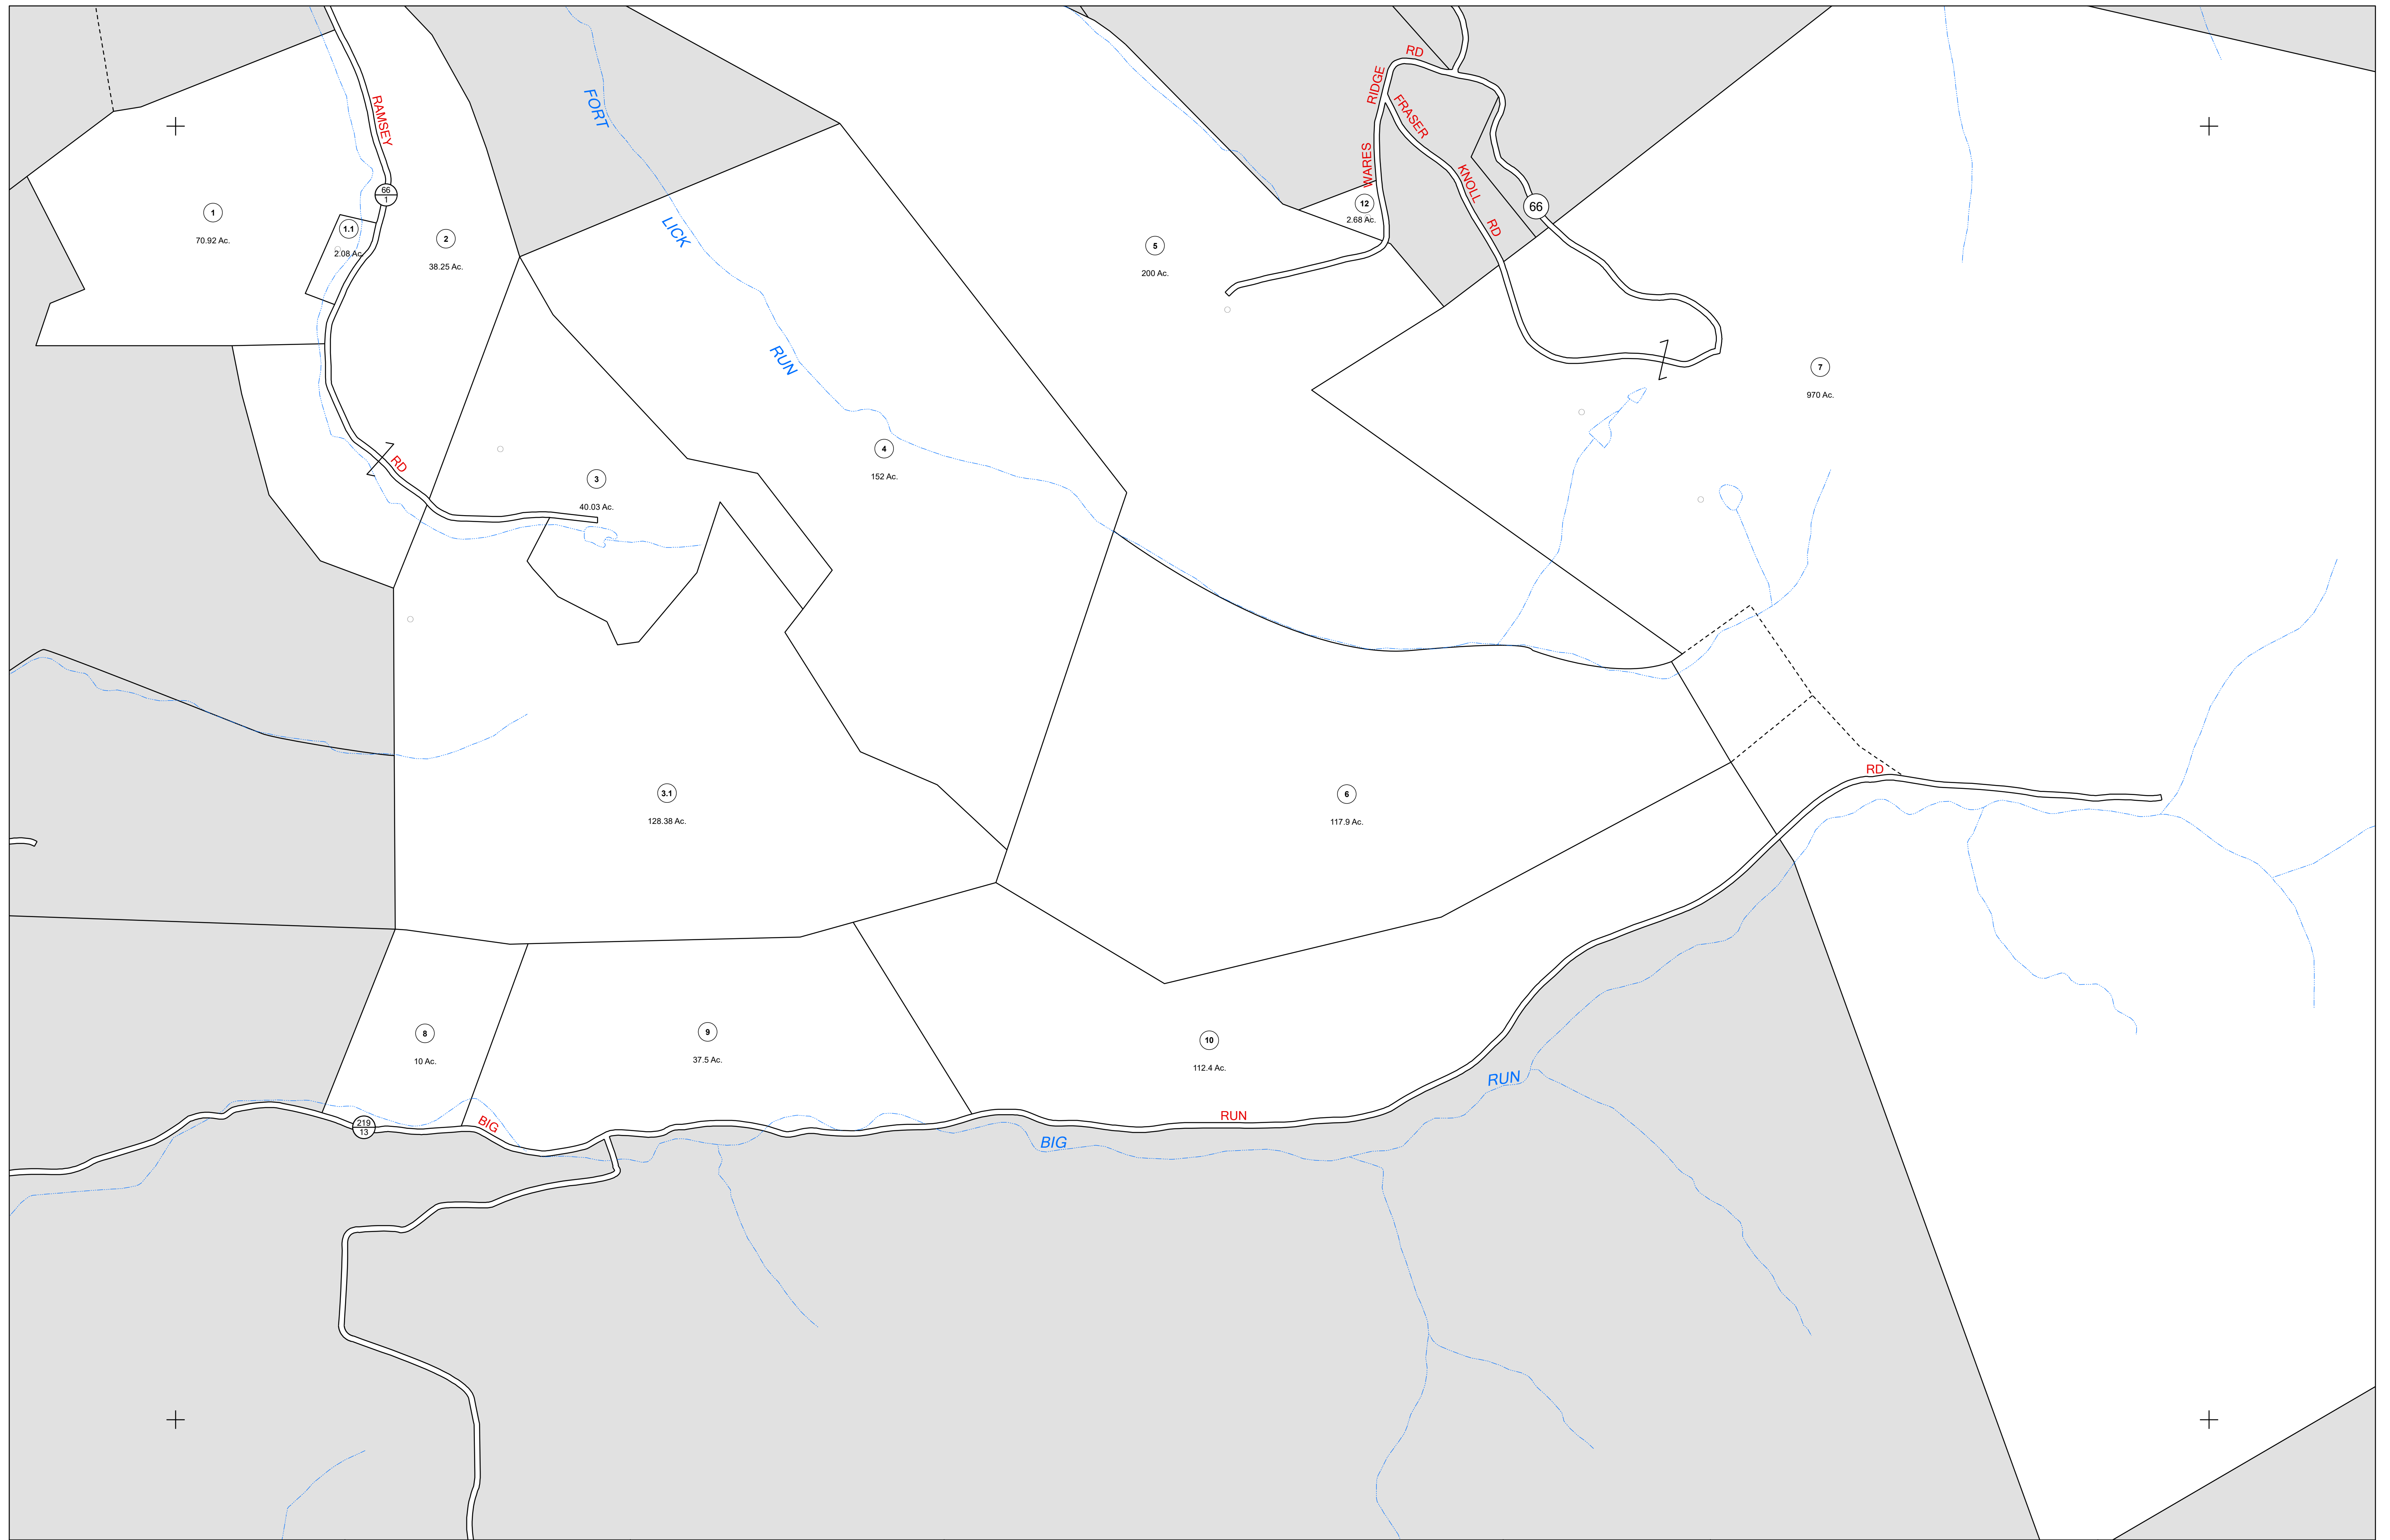 RD
RIDGE
RAMSEY
FORT
FRASER
WARES
KNOLL
66
1
66
12
2.68 Ac.
1
70.92 Ac.
1.1
2.08 Ac.
2
38.25 Ac.
LICK
RD
5
200 Ac.
RUN
7
970 Ac.
4
152 Ac.
RD
3
40.03 Ac.
RD
3.1
128.38 Ac.
6
117.9 Ac.
8
10 Ac.
9
37.5 Ac.
10
112.4 Ac.
RUN
219
13
BIG
RUN
BIG